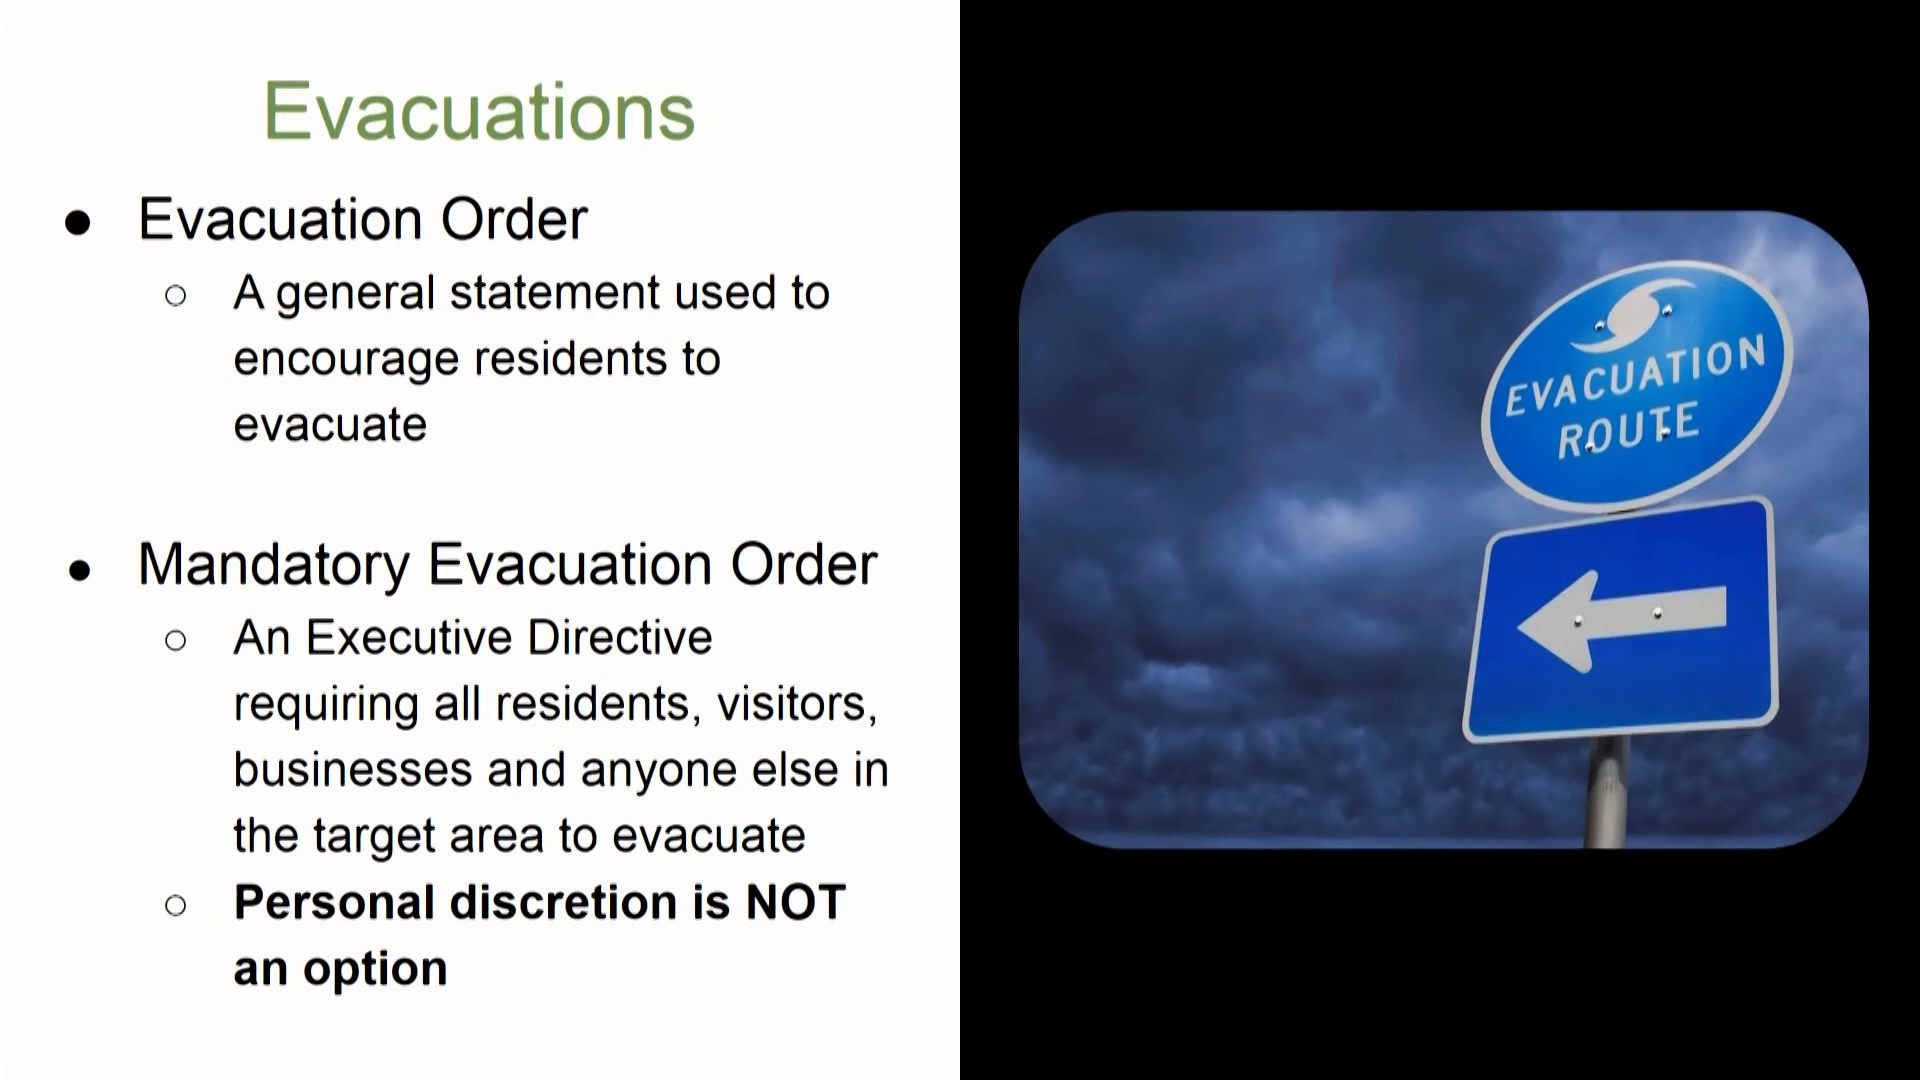 Evacuations
● Evacuation Order
○ A general statement used to
encourage residents to
evacuate
● Mandatory Evacuation Order
○ An Executive Directive
requiring all residents, visitors,
businesses and anyone else in
the target area to evacuate
○ Personal discretion is NOT
an option
EVACUATION
ROUTE